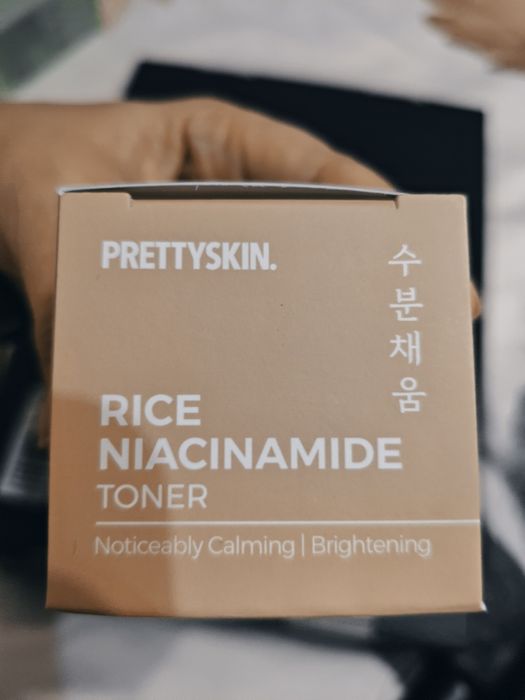 PRETTYSKIN.
수분채움
RICE
NIACINAMIDE
TONER
Noticeably Calming | Brightening